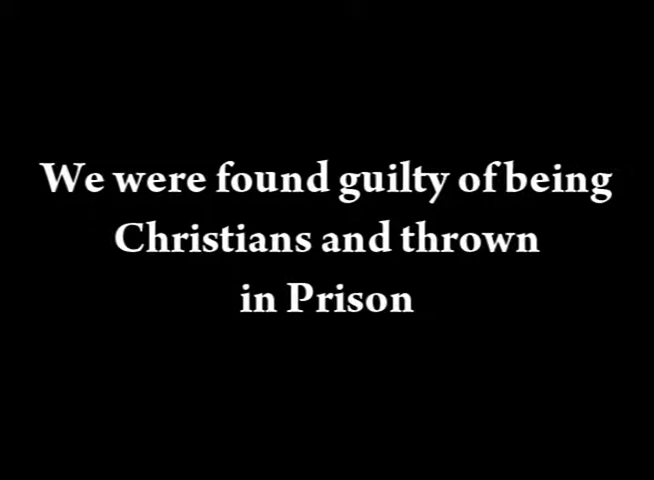 We were found guilty of being
Christians and thrown
in Prison